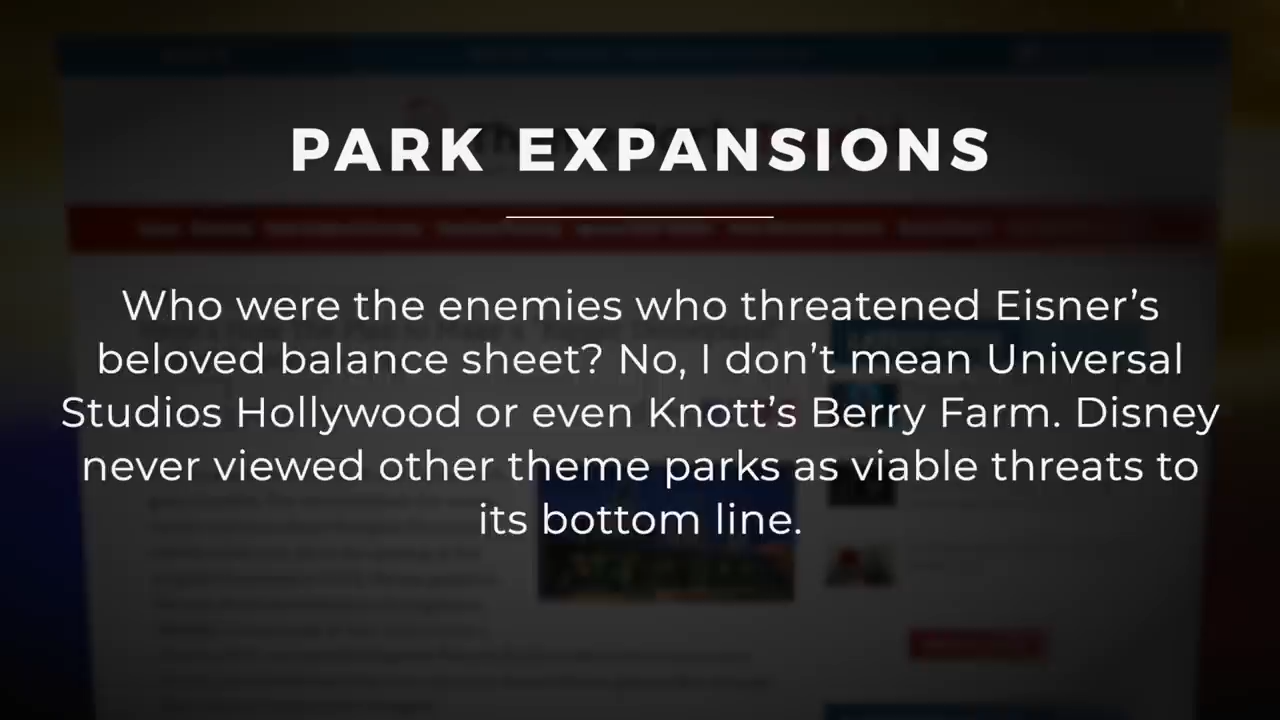 PARK EXPANSIONS
Who were the enemies who threatened Eisner’s
beloved balance sheet? No, I don’t mean Universal
Studios Hollywood or even Knott’s Berry Farm. Disney
never viewed other theme parks as viable threats to
its bottom line.